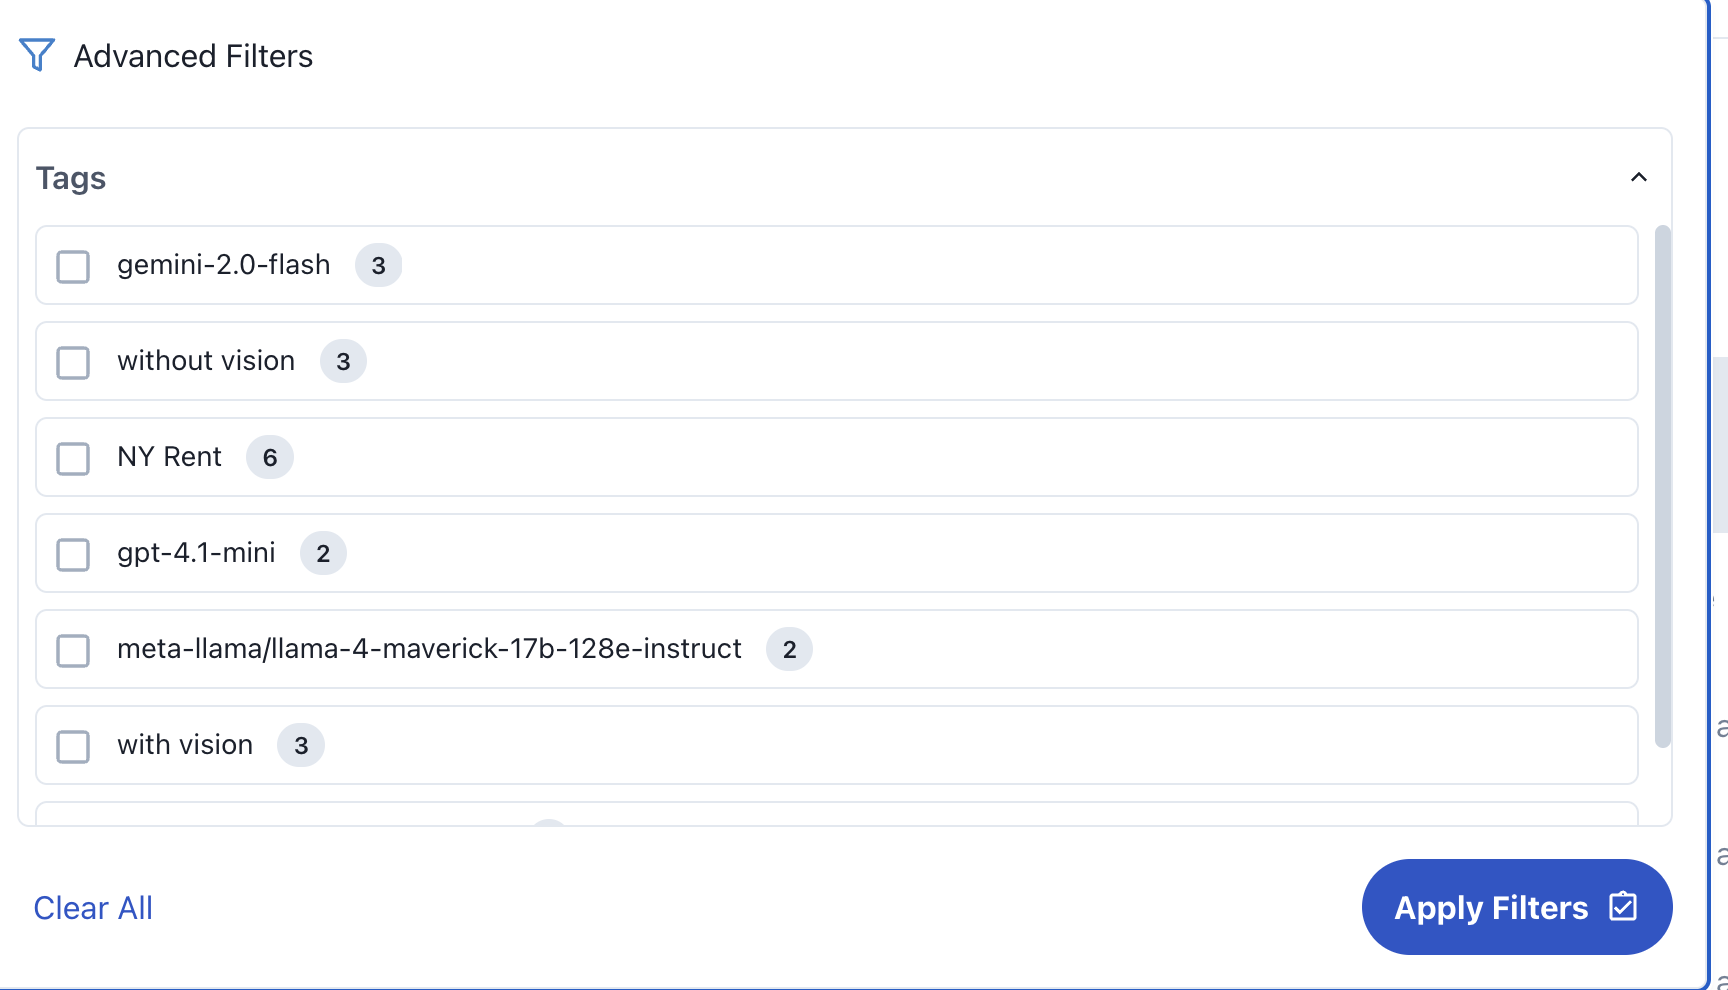 Advanced Filters
Tags
gemini-2.0-flash 3
without vision 3
NY Rent 6
gpt-4.1-mini 2
meta-llama/llama-4-maverick-17b-128e-instruct 2
with vision 3
Clear All
Apply Filters